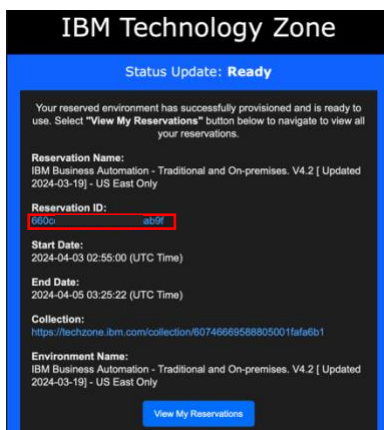 IBM Technology Zone
Status Update: Ready
Your reserved environment has successfully provisioned and is ready to
use. Select "View My Reservations" button below to navigate to view all
your reservations.
Reservation Name:
IBM Business Automation - Traditional and On-premises. V4.2 [ Updated
2024-03-19] - US East Only
Reservation ID:
660c ab9f
Start Date:
2024-04-03 02:55:00 (UTC Time)
End Date:
2024-04-05 03:25:22 (UTC Time)
Collection:
https://techzone.ibm.com/collection/60746669588805001fafa6b1
Environment Name:
IBM Business Automation - Traditional and On-premises. V4.2 [ Updated
2024-03-19] - US East Only
View My Reservations